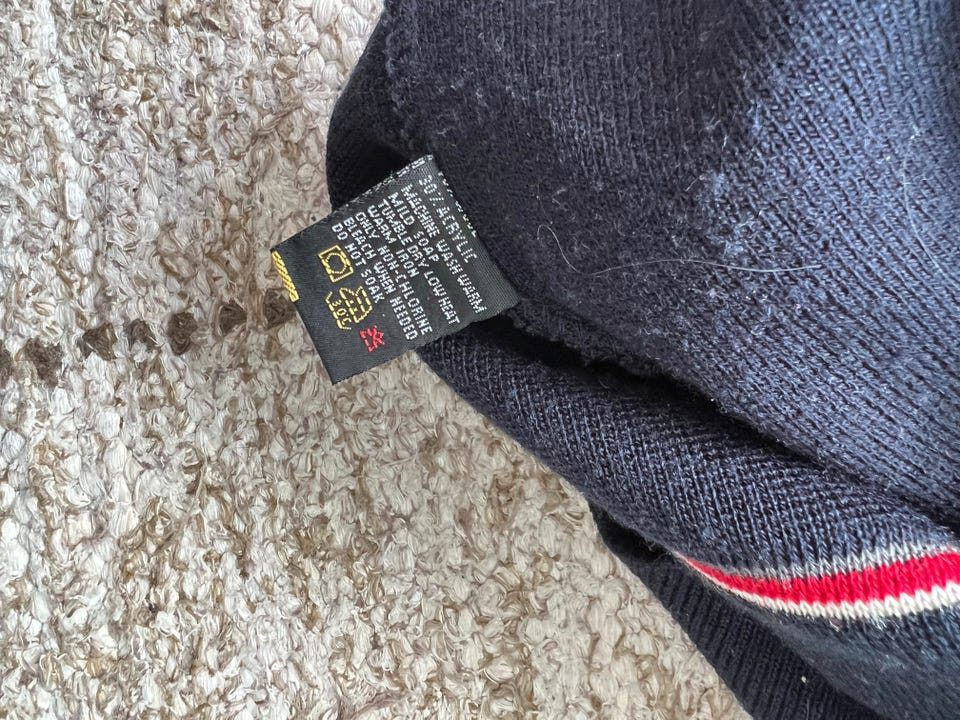 30% ACRYLIC
MACHINE WASH WARM
MILD SOAP
TUMBLE DRY LOW HEAT
WARM IRON
ONLY NON-CHLORINE
BLEACH WHEN NEEDED
DO NOT SOAK
30°C